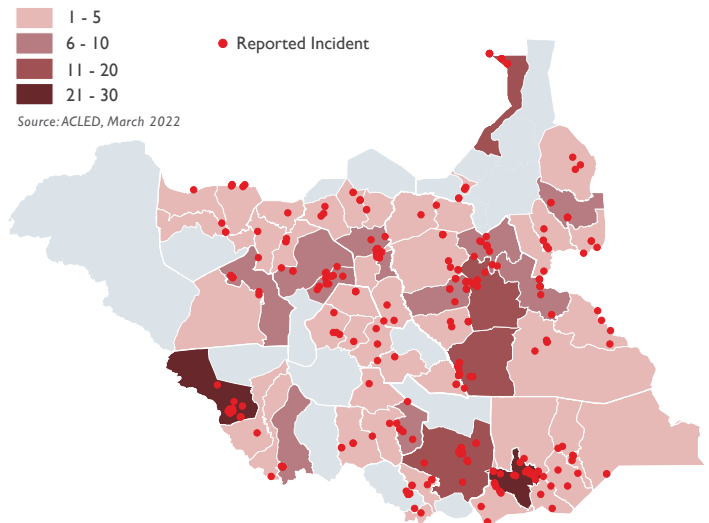 1 - 5
6 - 10
11 - 20
21 - 30
Reported Incident
Source: ACLED, March 2022